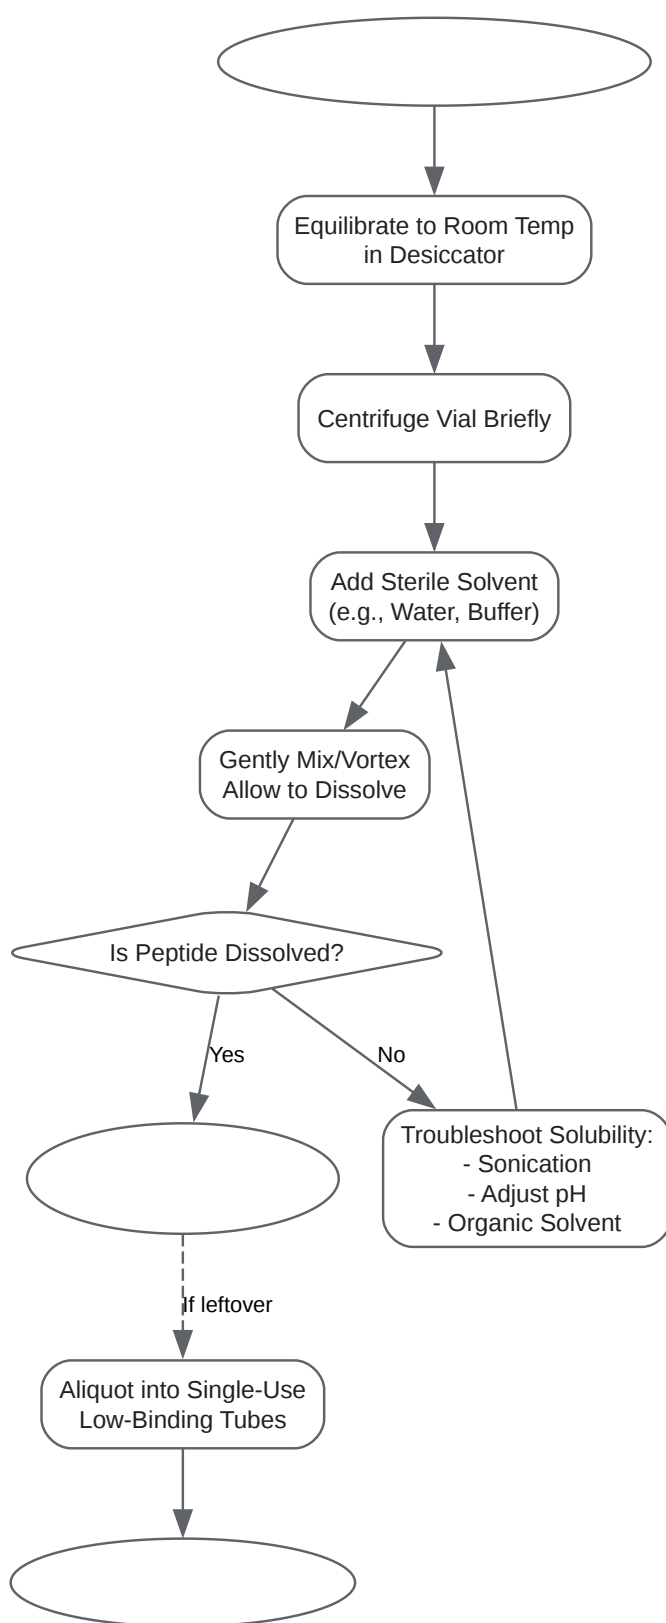 Equilibrate to Room Temp
in Desiccator
Centrifuge Vial Briefly
Add Sterile Solvent
(e.g., Water, Buffer)
Gently Mix/Vortex
Allow to Dissolve
Is Peptide Dissolved?
Yes
No
Troubleshoot Solubility:
- Sonication
- Adjust pH
- Organic Solvent
If leftover
Aliquot into Single-Use
Low-Binding Tubes